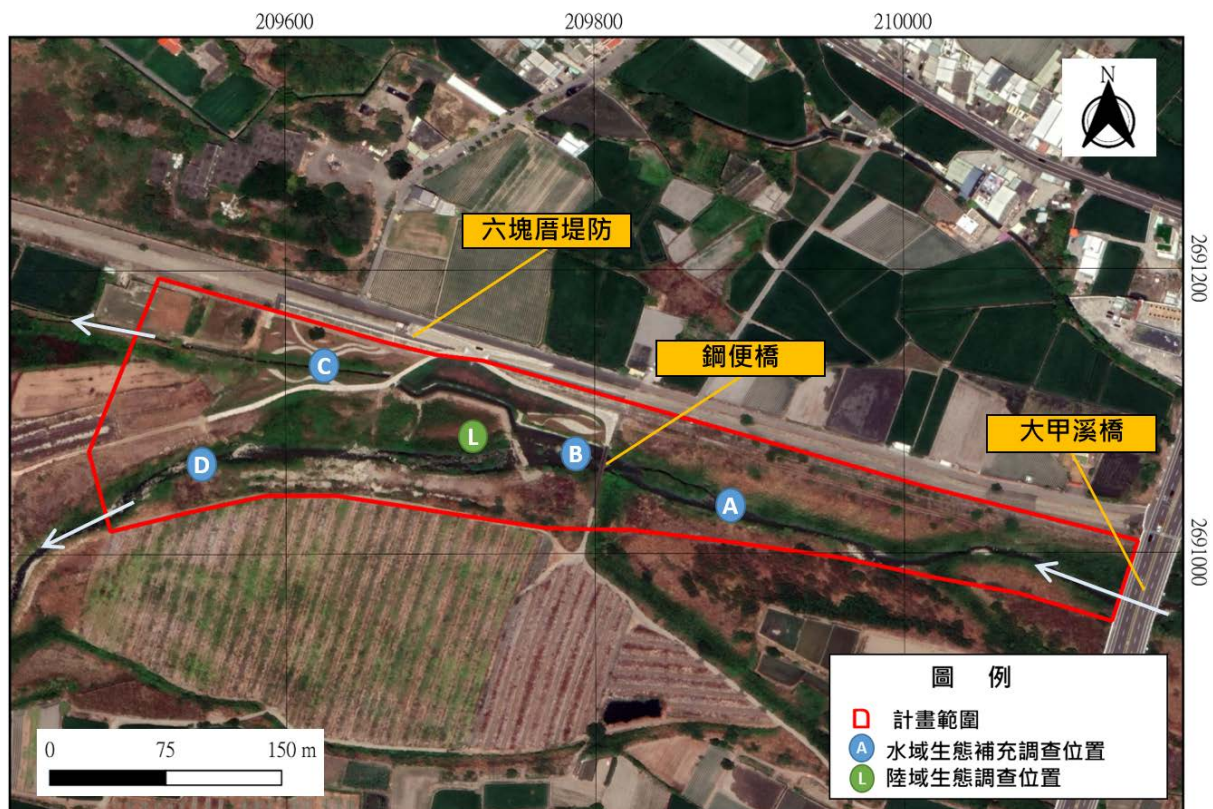 209600
209800
210000
N
六塊厝堤防
2691200
鋼便橋
C
大甲溪橋
L
B
D
A
2691000
圖 例
計畫範圍
A 水域生態補充調查位置
L 陸域生態調查位置
0 75 150 m